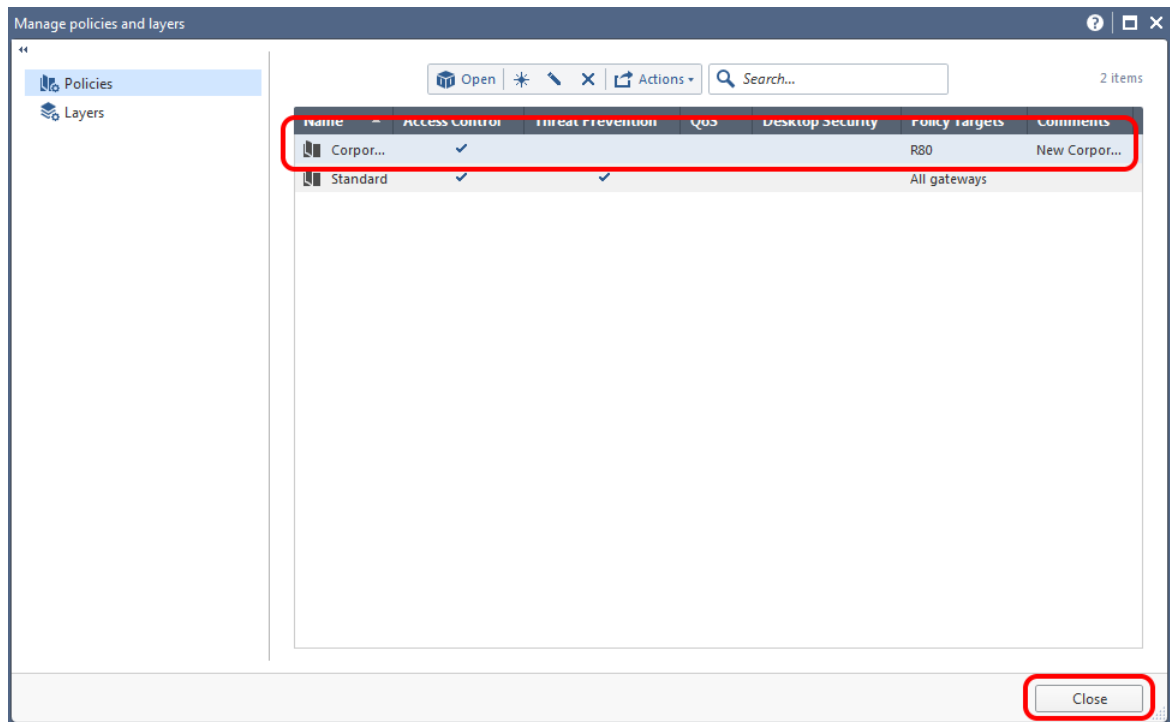 Manage policies and layers
Policies
Layers
Open Actions Search... 2 items
Name Access Control Threat Prevention QoS Desktop Security Policy Targets Comments
Corpor... R80 New Corpor...
Standard All gateways
Close